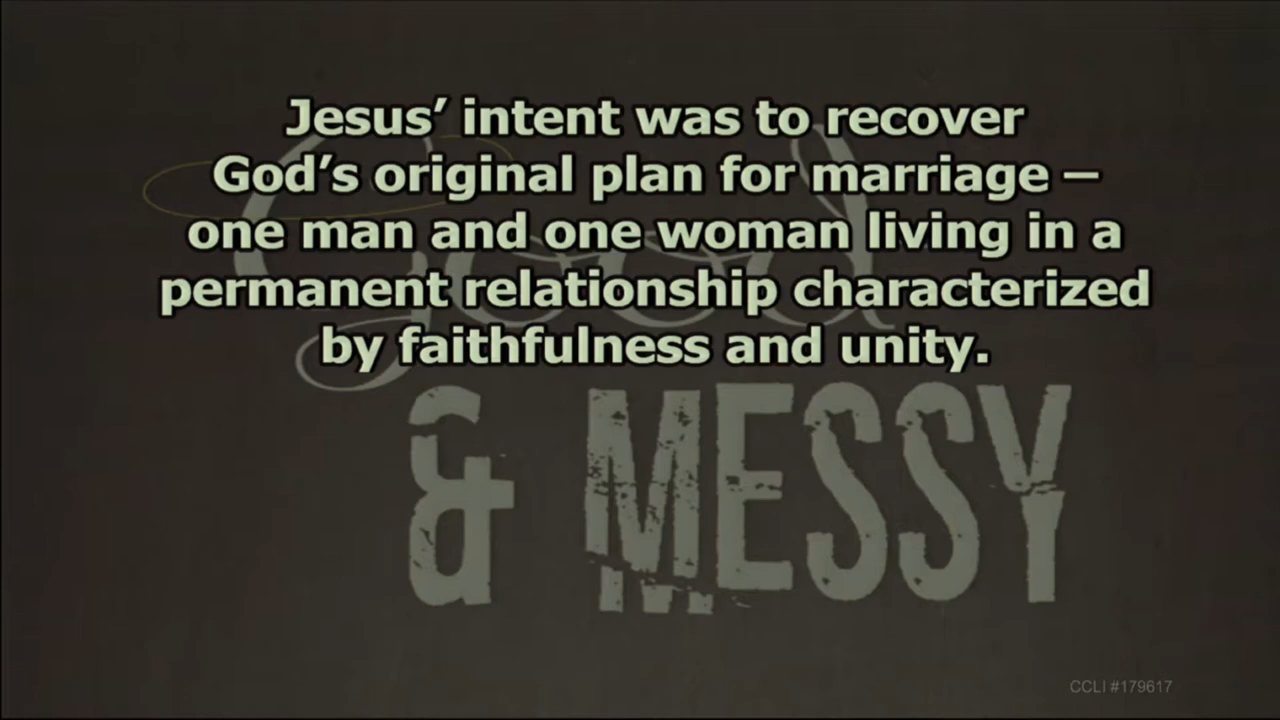 Jesus’ intent was to recover
God’s original plan for marriage –
one man and one woman living in a
permanent relationship characterized
by faithfulness and unity.
Good
& MESSY
CCLI #179617